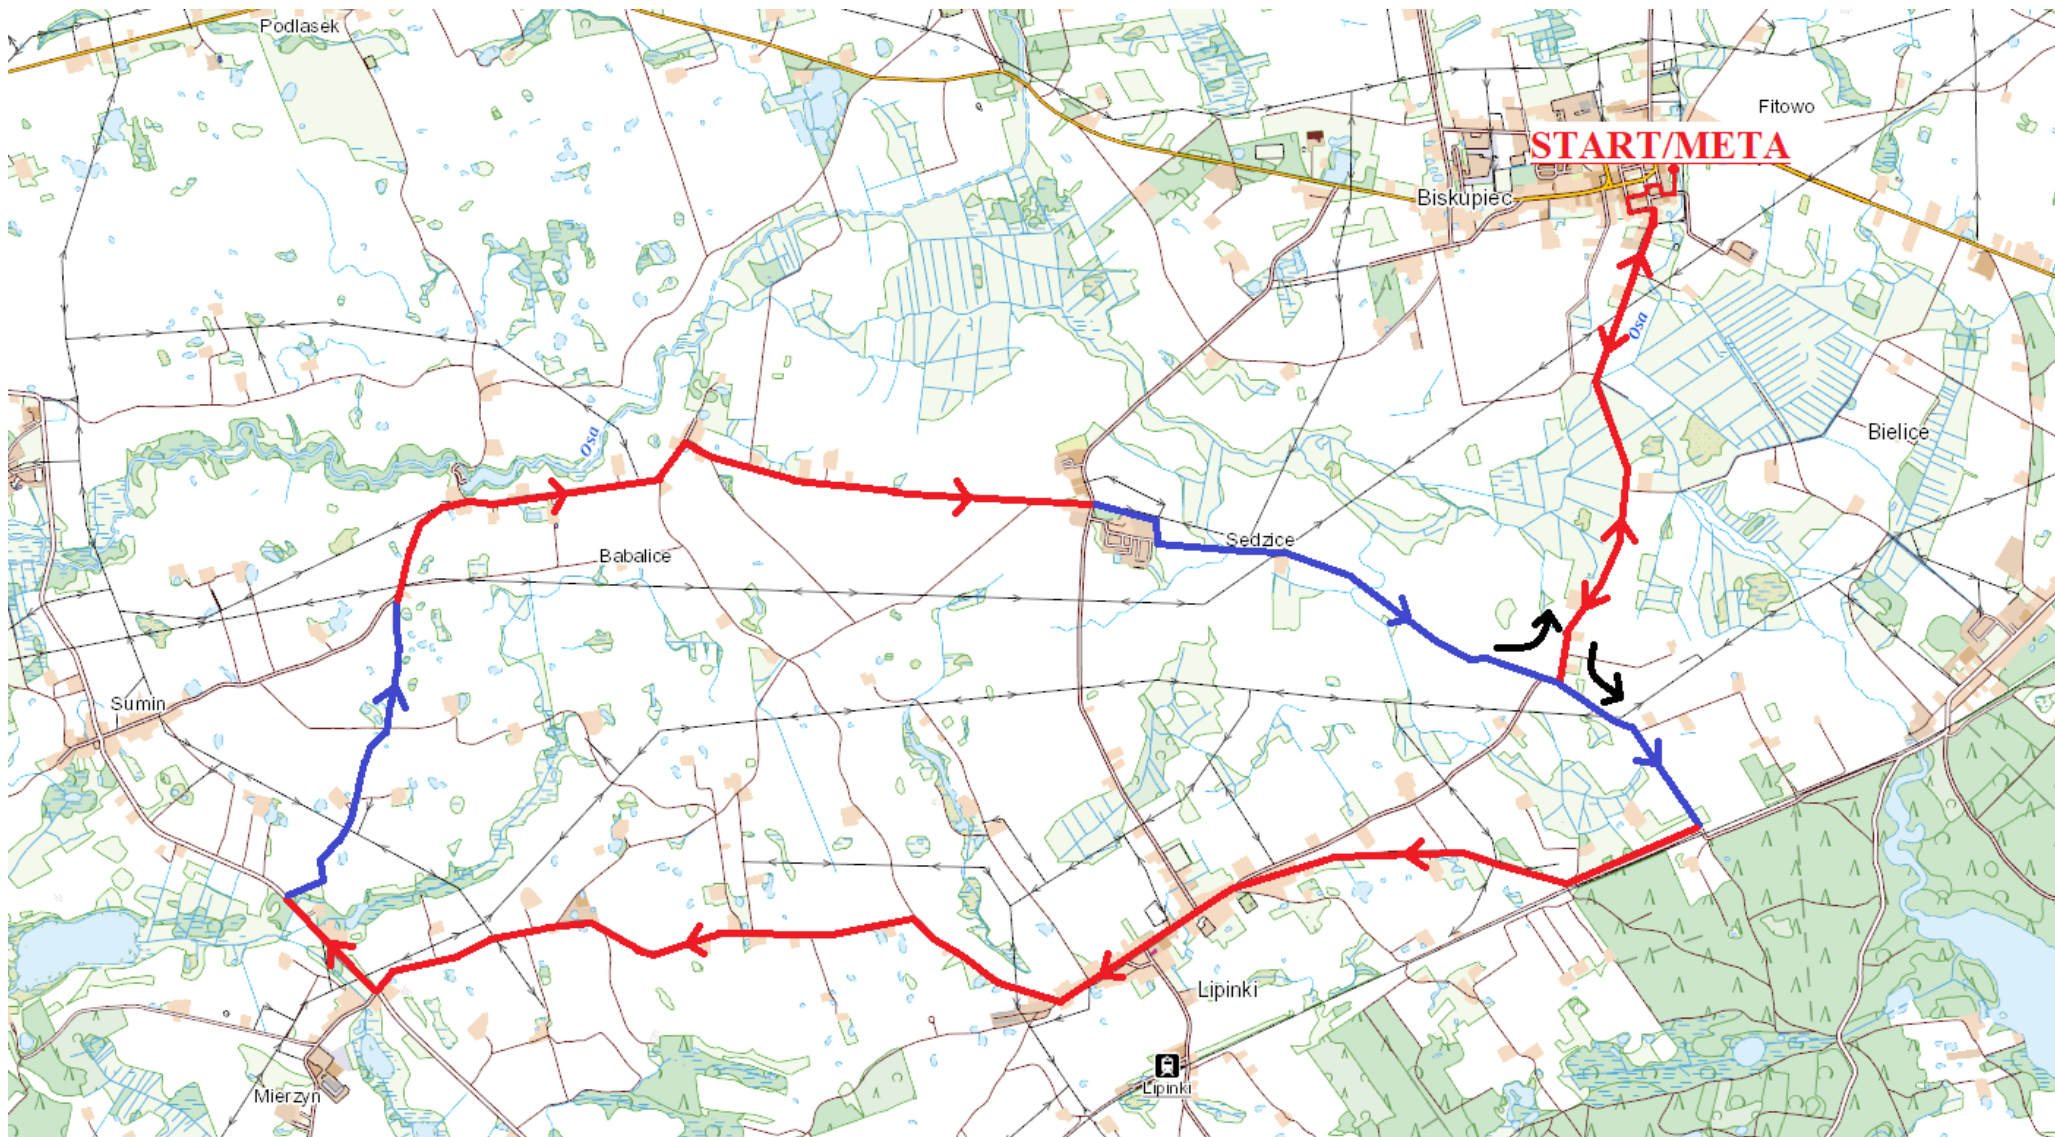 Podlasek
Fitowo
START/META
Biskupiec
Osa
Bielice
Osa
Sędzice
Babalice
Sumin
Lipinki
Lipinki
Mierzyn